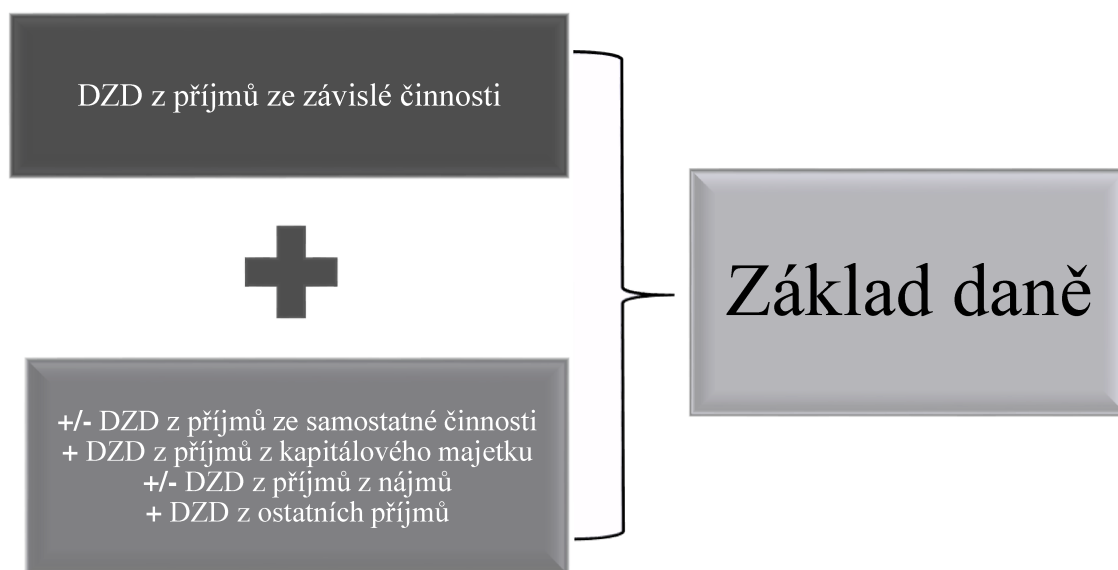 DZD z příjmů ze závislé činnosti
+/- DZD z příjmů ze samostatné činnosti
+ DZD z příjmů z kapitálového majetku
+/- DZD z příjmů z nájmů
+ DZD z ostatních příjmů
Základ daně